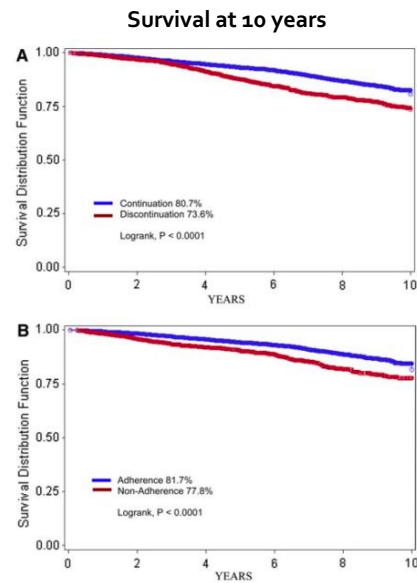 Survival at 10 years
A
Survival Distribution Function
1.00
0.75
0.50
0.25
0.00
Continuation 80.7%
Discontinuation 73.6%
Logrank, P < 0.0001
0 2 4 6 8 10
YEARS
B
Survival Distribution Function
1.00
0.75
0.50
0.25
0.00
Adherence 81.7%
Non-Adherence 77.8%
Logrank, P < 0.0001
0 2 4 6 8 10
YEARS